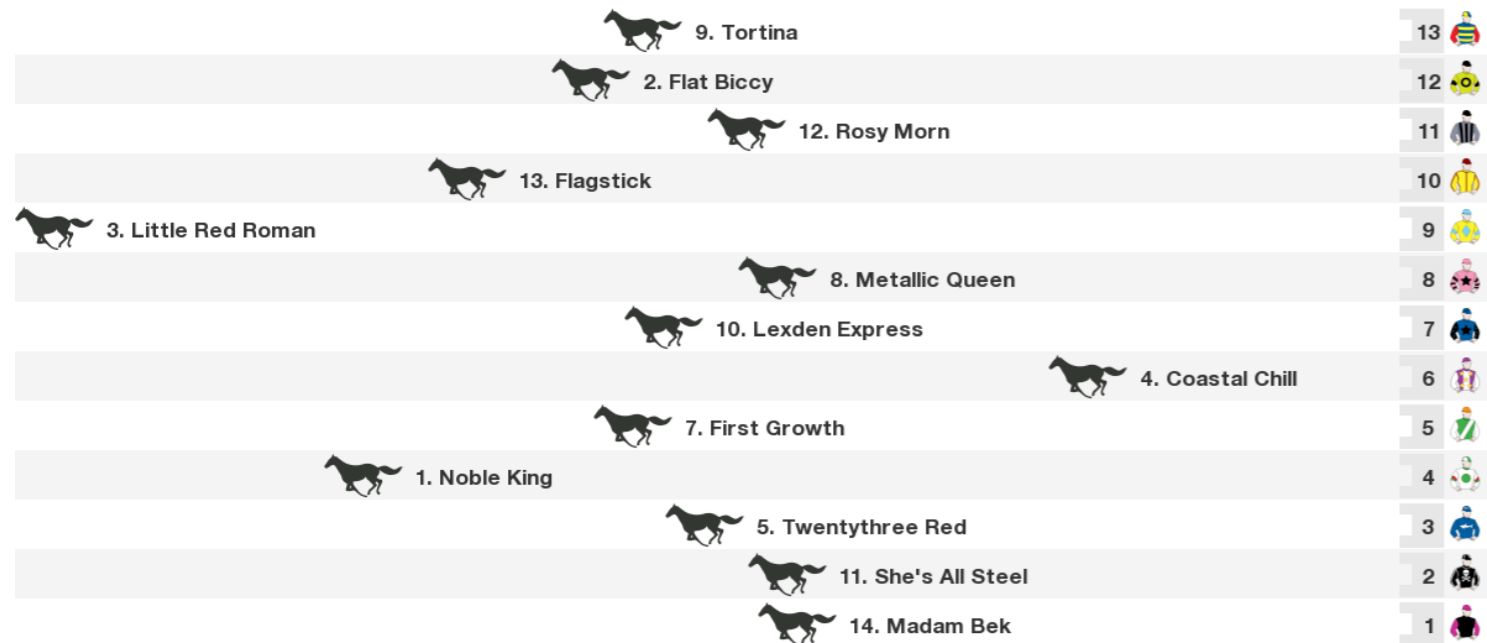 9. Tortina 13
2. Flat Biccy 12
12. Rosy Morn 11
13. Flagstick 10
3. Little Red Roman 9
8. Metallic Queen 8
10. Lexden Express 7
4. Coastal Chill 6
7. First Growth 5
1. Noble King 4
5. Twentythree Red 3
11. She's All Steel 2
14. Madam Bek 1